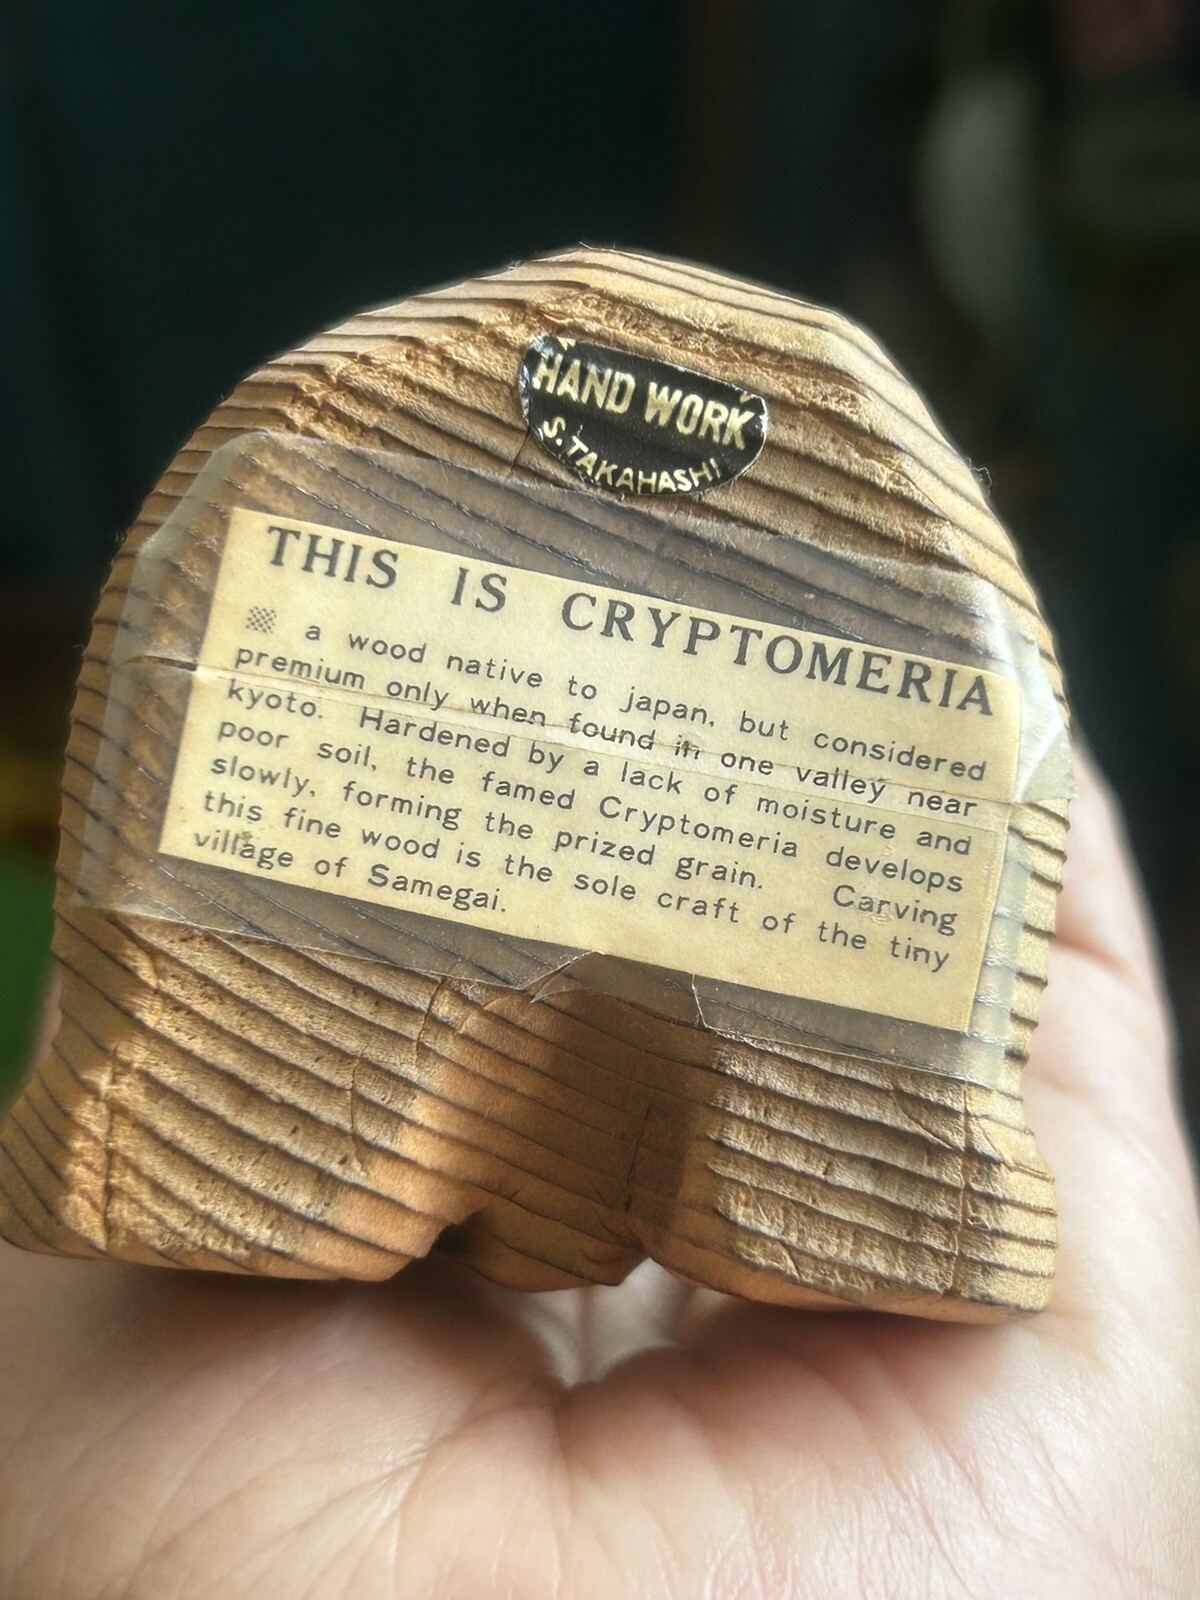 HAND WORK
S. TAKAHASHI
THIS IS CRYPTOMERIA
a wood native to japan, but considered
premium only when found in one valley near
kyoto. Hardened by a lack of moisture and
poor soil, the famed Cryptomeria develops
slowly, forming the prized grain. Carving
this fine wood is the sole craft of the tiny
village of Samegai.